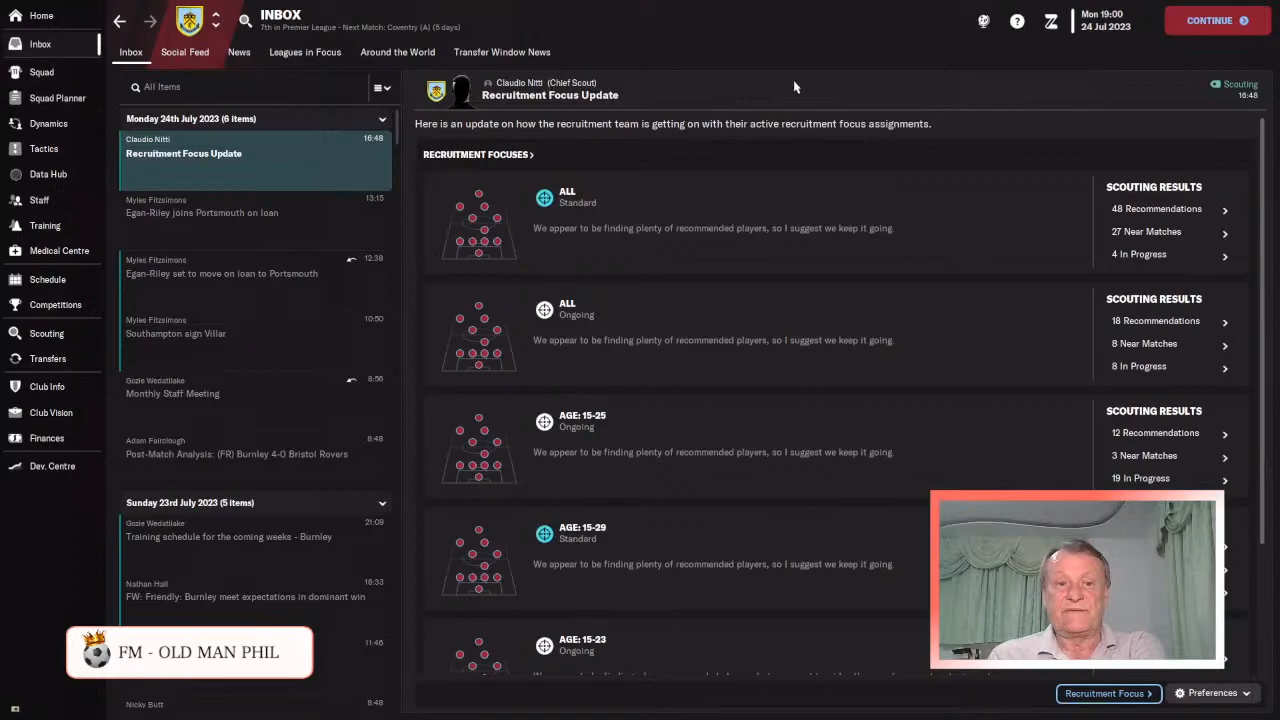 Home
Inbox
Squad
Squad Planner
Dynamics
Tactics
Data Hub
Staff
Training
Medical Centre
Schedule
Competitions
Scouting
Transfers
Club Info
Club Vision
Finances
Dev. Centre
INBOX
7th in Premier League - Next Match: Coventry (A) (5 days)
Mon 19:00
24 Jul 2023
CONTINUE
Inbox
Social Feed
News
Leagues in Focus
Around the World
Transfer Window News
All Items
Monday 24th July 2023 (6 items)
Claudio Nitti 16:48
Recruitment Focus Update
Myles Fitzsimons 13:15
Egan-Riley joins Portsmouth on loan
Myles Fitzsimons 12:38
Egan-Riley set to move on loan to Portsmouth
Myles Fitzsimons 10:50
Southampton sign Villar
Gozie Wedatilake 8:56
Monthly Staff Meeting
Adam Fairclough 8:48
Post-Match Analysis: (FR) Burnley 4-0 Bristol Rovers
Sunday 23rd July 2023 (5 items)
Gozie Wedatilake 21:09
Training schedule for the coming weeks - Burnley
Nathan Hall 16:33
FW: Friendly: Burnley meet expectations in dominant win
11:46
FM - OLD MAN PHIL
Nicky Butt 8:48
Claudio Nitti (Chief Scout)
Recruitment Focus Update
Scouting
16:48
Here is an update on how the recruitment team is getting on with their active recruitment focus assignments.
RECRUITMENT FOCUSES >
ALL
Standard
We appear to be finding plenty of recommended players, so I suggest we keep it going.
SCOUTING RESULTS
48 Recommendations
27 Near Matches
4 In Progress
ALL
Ongoing
We appear to be finding plenty of recommended players, so I suggest we keep it going.
SCOUTING RESULTS
18 Recommendations
8 Near Matches
8 In Progress
AGE: 15-25
Ongoing
We appear to be finding plenty of recommended players, so I suggest we keep it going.
SCOUTING RESULTS
12 Recommendations
3 Near Matches
19 In Progress
AGE: 15-29
Standard
We appear to be finding plenty of recommended players, so I suggest we keep it going.
AGE: 15-23
Ongoing
Recruitment Focus >
Preferences